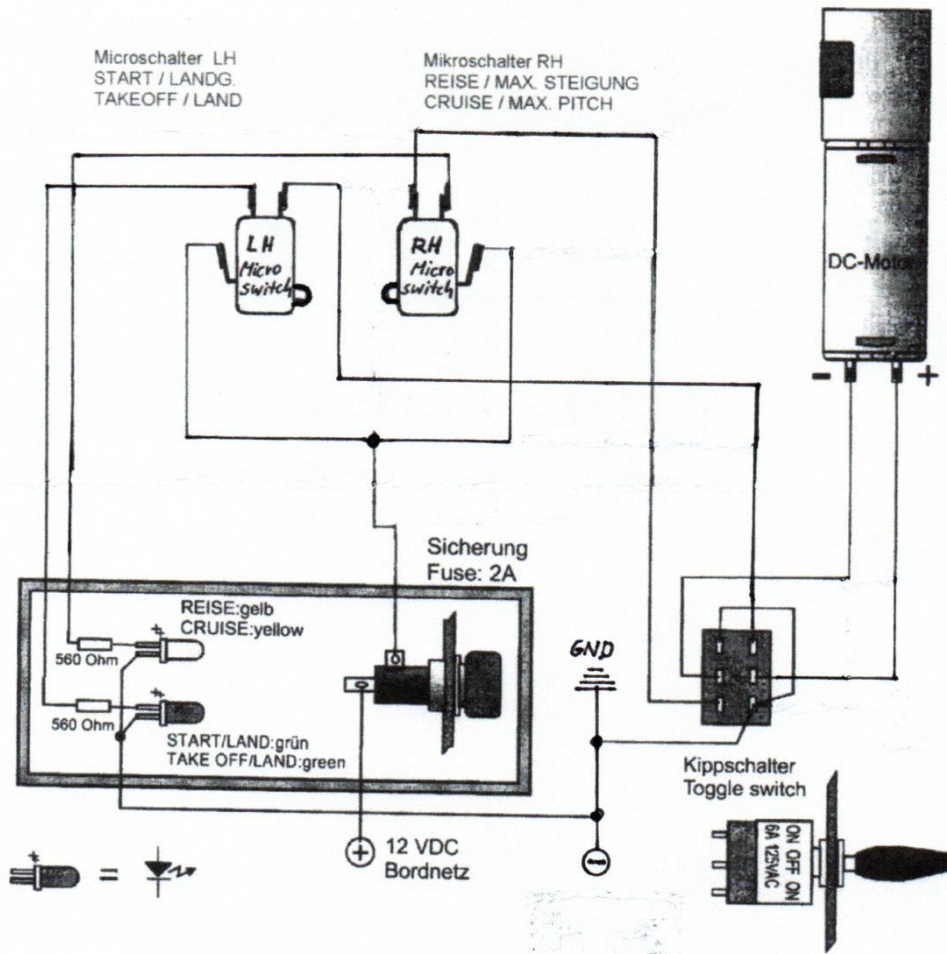 Microschalter LH
START / LANDG.
TAKEOFF / LAND
Mikroschalter RH
REISE / MAX. STEIGUNG
CRUISE / MAX. PITCH
LH
Micro
switch
RH
Micro
switch
DC-Motor
- +
Sicherung
Fuse: 2A
REISE:gelb
CRUISE:yellow
560 Ohm
560 Ohm
START/LAND:grün
TAKE OFF/LAND:green
GND
Kippschalter
Toggle switch
12 VDC
Bordnetz
ON OFF ON
6A 125VAC